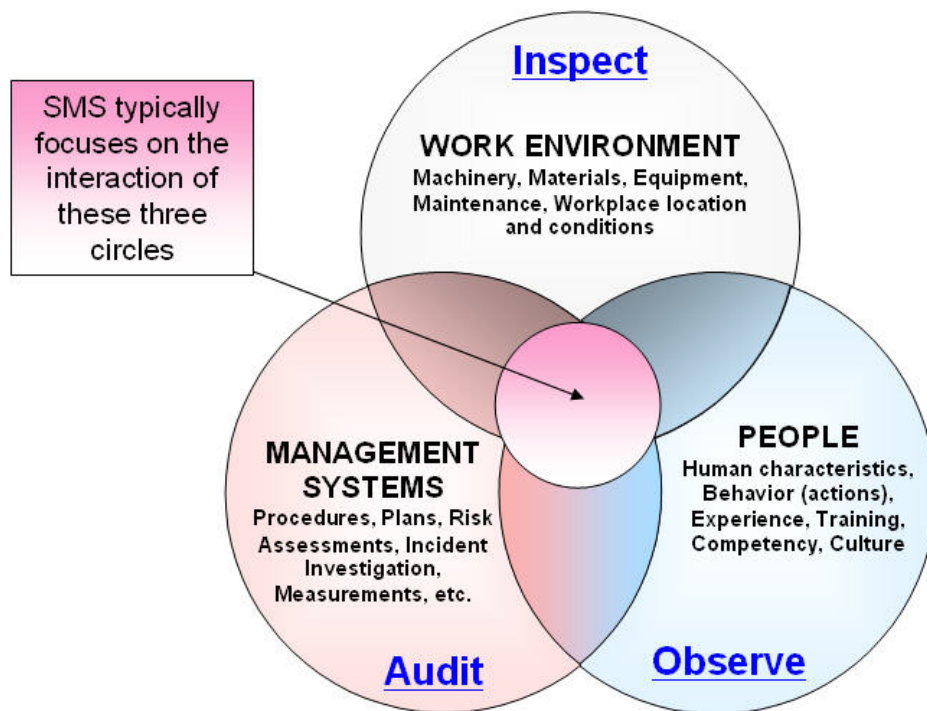 Inspect
SMS typically
focuses on the
interaction of
these three
circles
WORK ENVIRONMENT
Machinery, Materials, Equipment,
Maintenance, Workplace location
and conditions
MANAGEMENT
SYSTEMS
Procedures, Plans, Risk
Assessments, Incident
Investigation,
Measurements, etc.
Audit
PEOPLE
Human characteristics,
Behavior (actions),
Experience, Training,
Competency, Culture
Observe